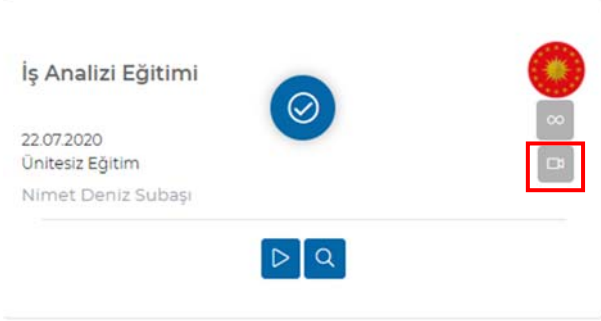 İş Analizi Eğitimi
22.07.2020
Ünitesiz Eğitim
Nimet Deniz Subaşı